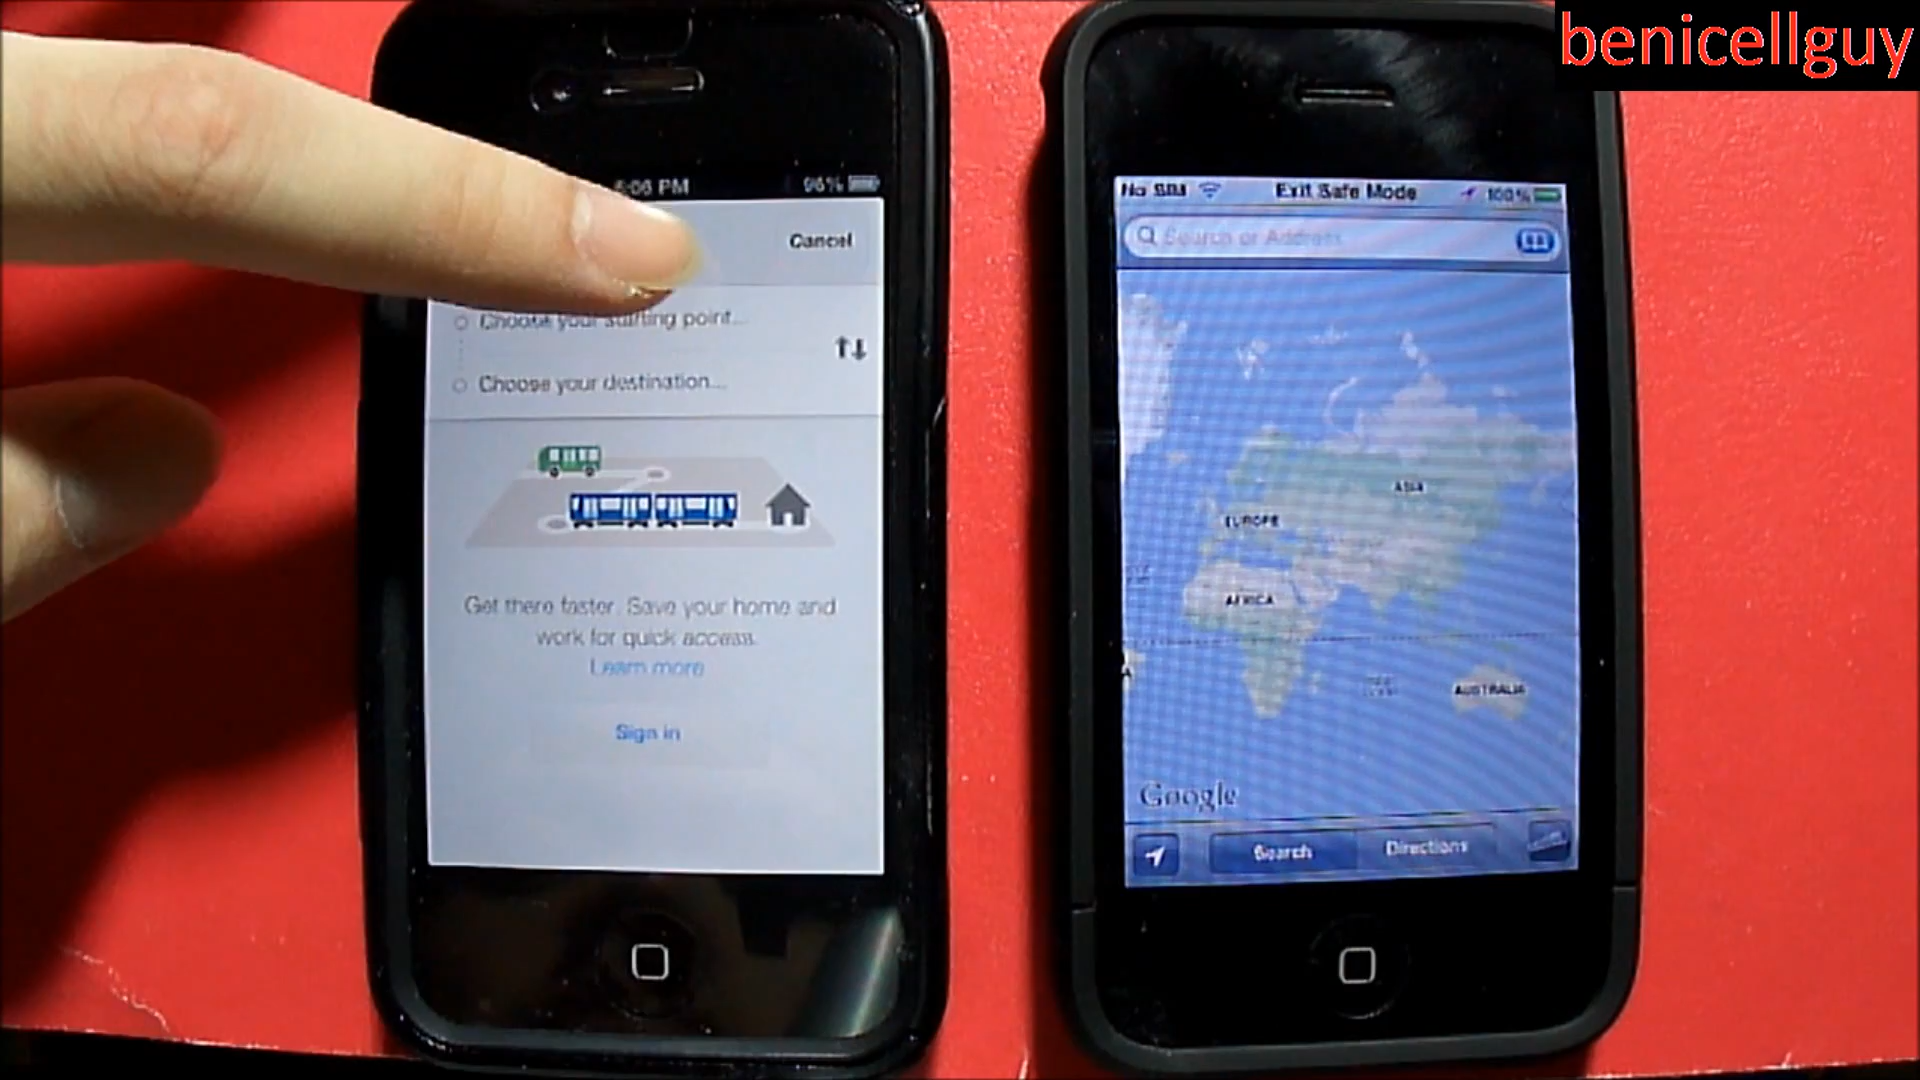 benicellguy
6:06 PM
96%
Cancel
Choose your starting point...
Choose your destination...
Get there faster. Save your home and
work for quick access.
Learn more
Sign in
No SIM
Exit Safe Mode
100%
Search or Address
ASIA
EUROPE
AFRICA
AUSTRALIA
Google
Search
Directions